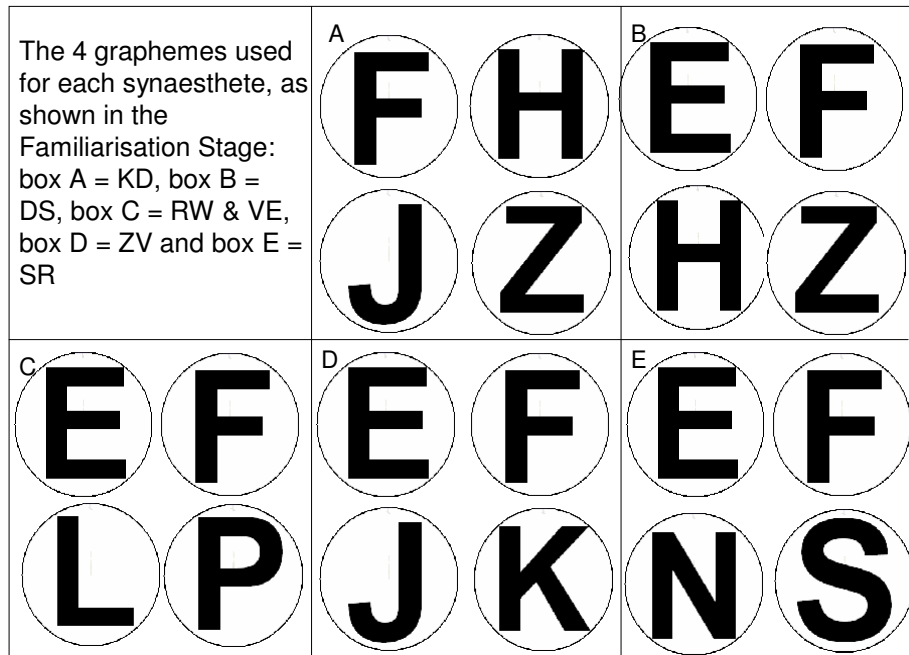 The 4 graphemes used
for each synaesthete, as
shown in the
Familiarisation Stage:
box A = KD, box B =
DS, box C = RW & VE,
box D = ZV and box E =
SR
A
F H
J Z
B
E F
H Z
C
E F
L P
D
E F
J K
E
E F
N S